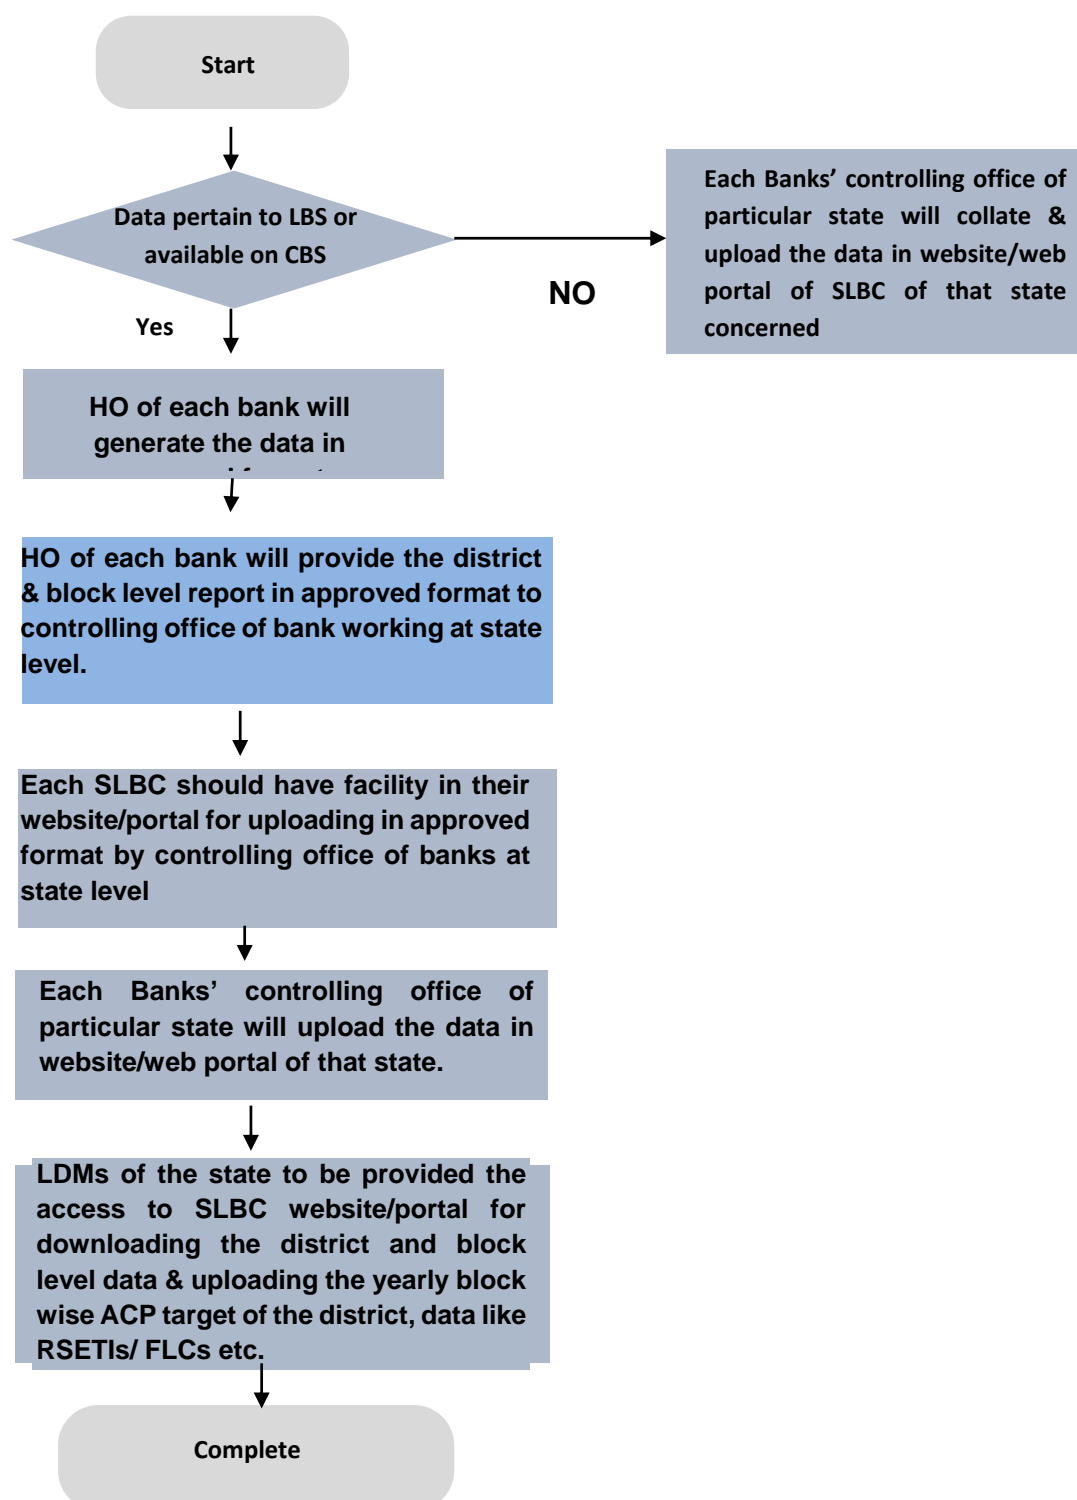 Start
Data pertain to LBS or
available on CBS
NO
Each Banks’ controlling office of
particular state will collate &
upload the data in website/web
portal of SLBC of that state
concerned
Yes
HO of each bank will
generate the data in
HO of each bank will provide the district
& block level report in approved format to
controlling office of bank working at state
level.
Each SLBC should have facility in their
website/portal for uploading in approved
format by controlling office of banks at
state level
Each Banks’ controlling office of
particular state will upload the data in
website/web portal of that state.
LDMs of the state to be provided the
access to SLBC website/portal for
downloading the district and block
level data & uploading the yearly block
wise ACP target of the district, data like
RSETIs/ FLCs etc.
Complete